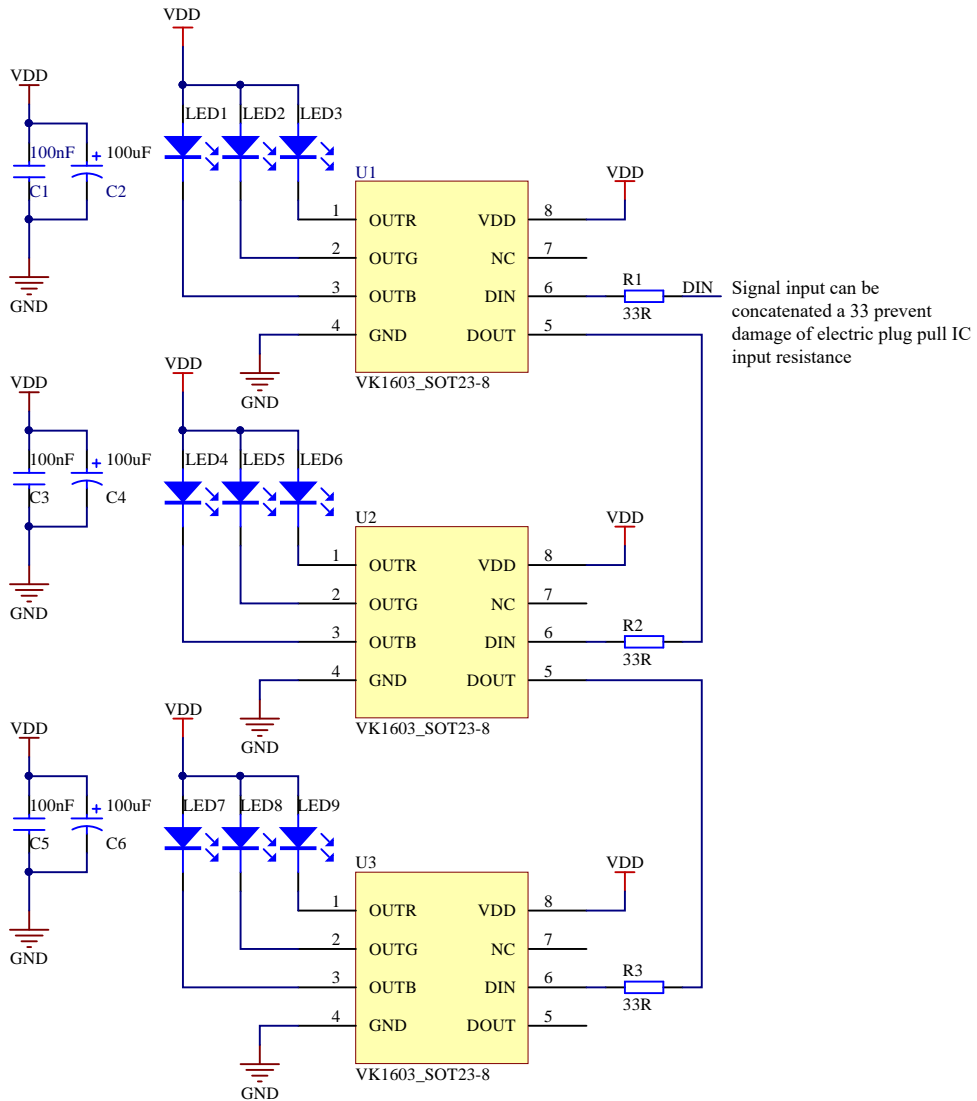 VDD
VDD
LED1 LED2 LED3
100nF 100uF
C1 C2
GND
U1
VDD
1 OUTR VDD 8
2 OUTG NC 7
3 OUTB DIN 6
4 GND DOUT 5
R1
33R
DIN
Signal input can be
concatenated a 33 prevent
damage of electric plug pull IC
input resistance
GND
VK1603_SOT23-8
VDD
VDD
LED4 LED5 LED6
100nF 100uF
C3 C4
GND
U2
VDD
1 OUTR VDD 8
2 OUTG NC 7
3 OUTB DIN 6
4 GND DOUT 5
R2
33R
GND
VK1603_SOT23-8
VDD
VDD
LED7 LED8 LED9
100nF 100uF
C5 C6
GND
U3
VDD
1 OUTR VDD 8
2 OUTG NC 7
3 OUTB DIN 6
4 GND DOUT 5
R3
33R
GND
VK1603_SOT23-8